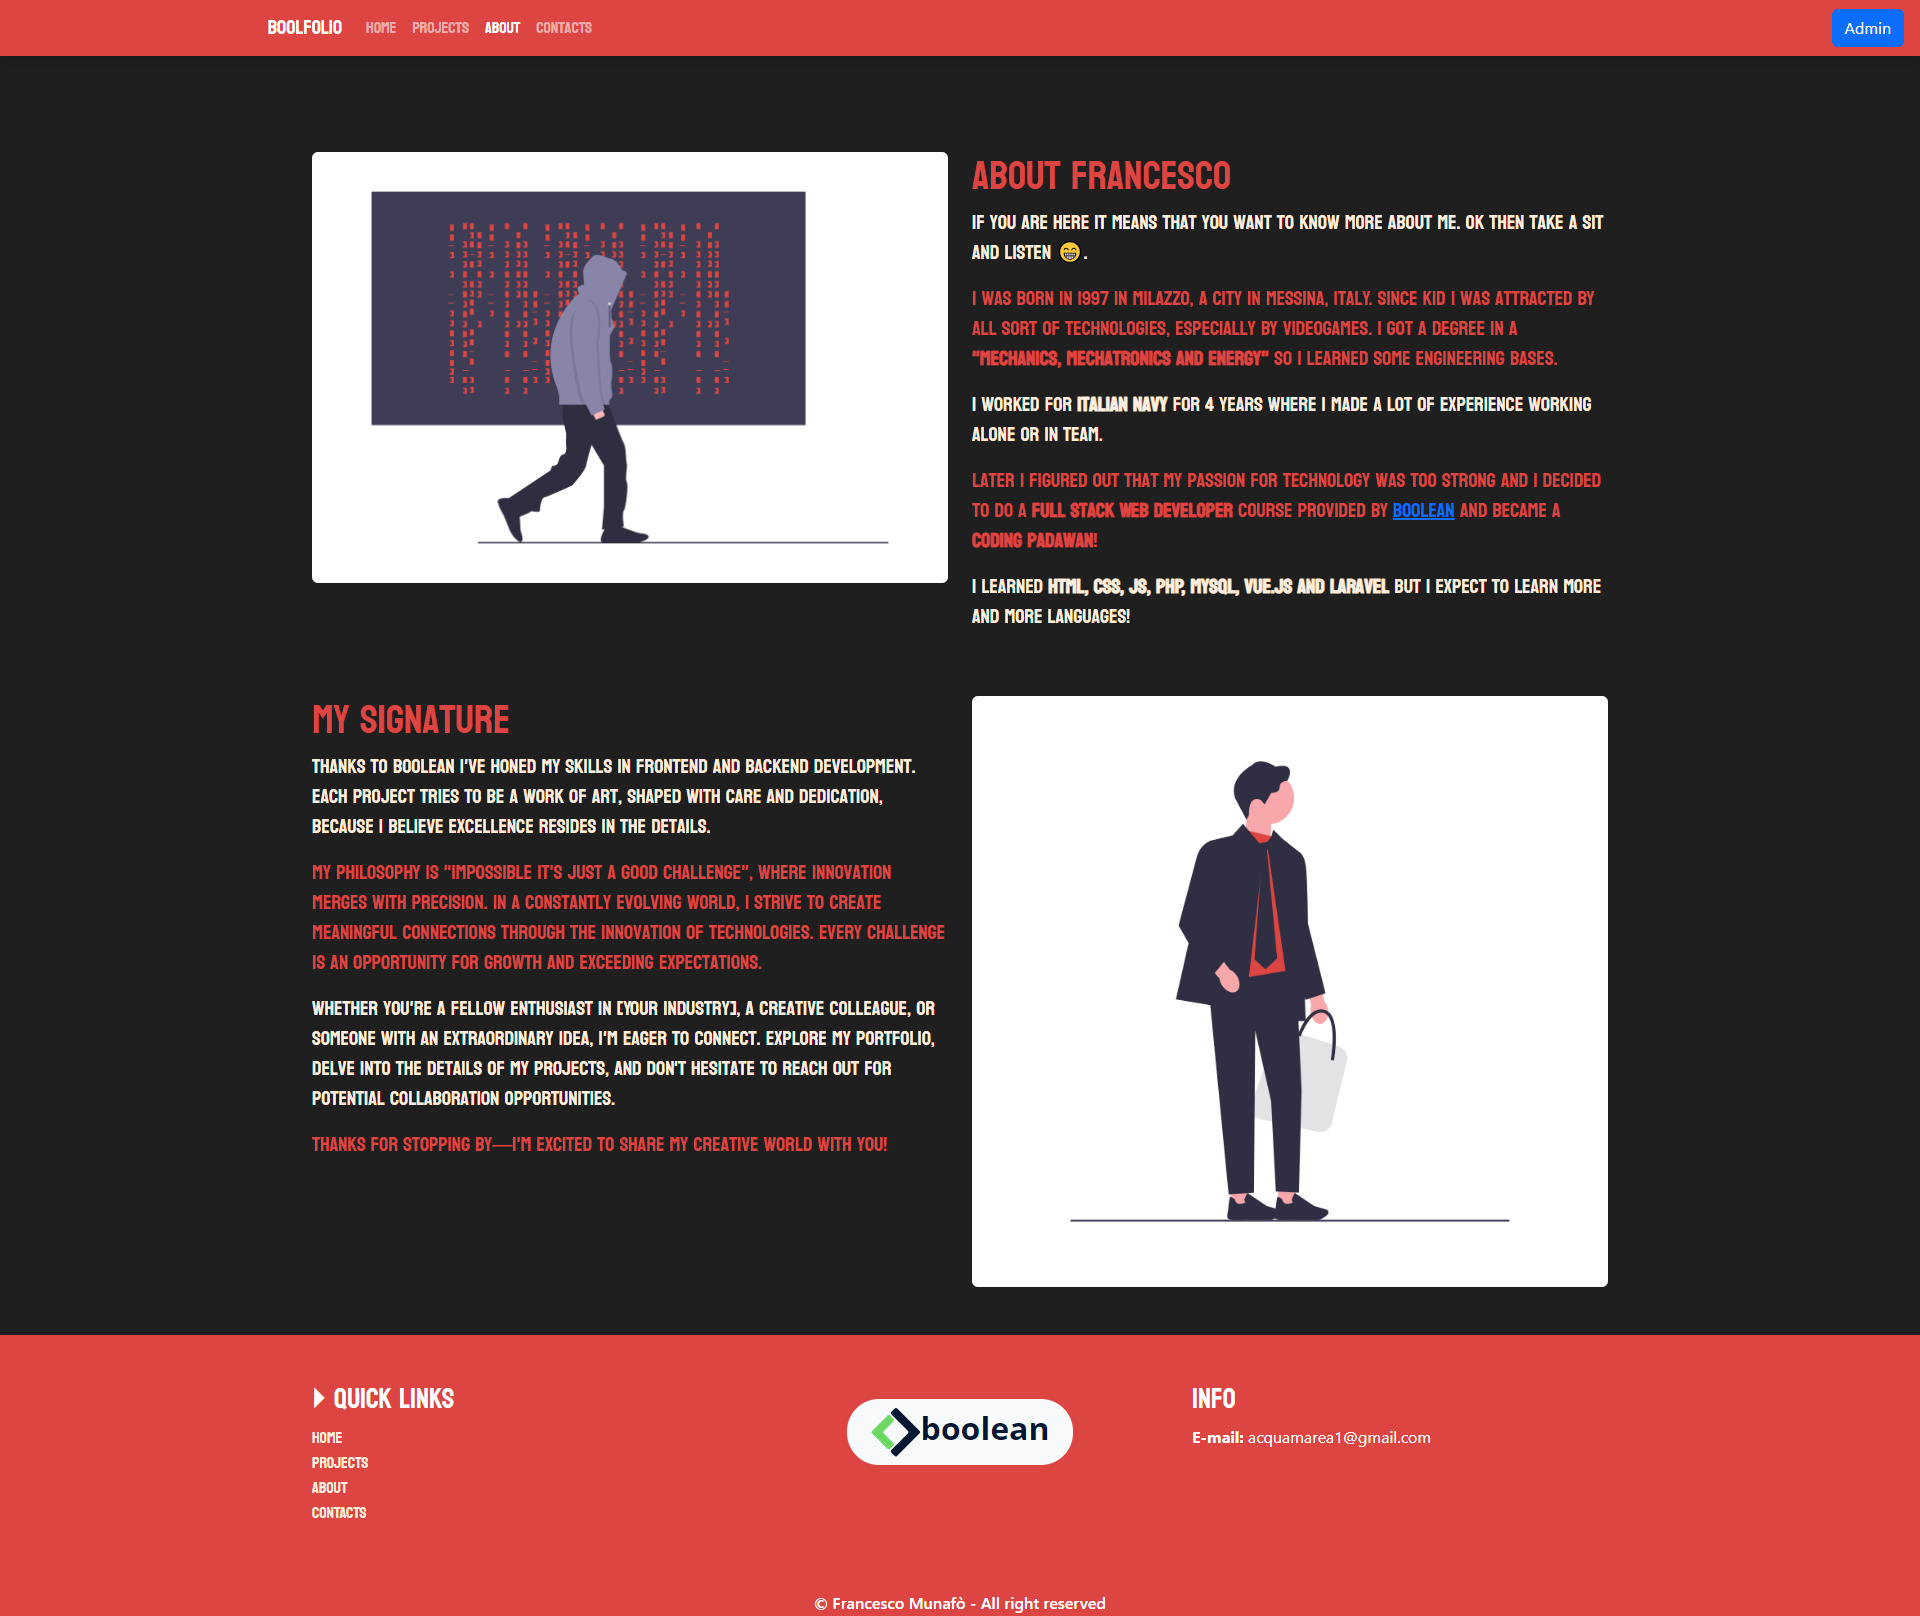 BOOLFOLIO HOME PROJECTS ABOUT CONTACTS Admin
ABOUT FRANCESCO
IF YOU ARE HERE IT MEANS THAT YOU WANT TO KNOW MORE ABOUT ME. OK THEN TAKE A SIT
AND LISTEN 😁.
I WAS BORN IN 1997 IN MILAZZO, A CITY IN MESSINA, ITALY. SINCE KID I WAS ATTRACTED BY
ALL SORT OF TECHNOLOGIES, ESPECIALLY BY VIDEOGAMES. I GOT A DEGREE IN A
"MECHANICS, MECHATRONICS AND ENERGY" SO I LEARNED SOME ENGINEERING BASES.
I WORKED FOR ITALIAN NAVY FOR 4 YEARS WHERE I MADE A LOT OF EXPERIENCE WORKING
ALONE OR IN TEAM.
LATER I FIGURED OUT THAT MY PASSION FOR TECHNOLOGY WAS TOO STRONG AND I DECIDED
TO DO A FULL STACK WEB DEVELOPER COURSE PROVIDED BY BOOLEAN AND BECAME A
CODING PADAWAN!
I LEARNED HTML, CSS, JS, PHP, MYSQL, VUE.JS AND LARAVEL BUT I EXPECT TO LEARN MORE
AND MORE LANGUAGES!
MY SIGNATURE
THANKS TO BOOLEAN I'VE HONED MY SKILLS IN FRONTEND AND BACKEND DEVELOPMENT.
EACH PROJECT TRIES TO BE A WORK OF ART, SHAPED WITH CARE AND DEDICATION,
BECAUSE I BELIEVE EXCELLENCE RESIDES IN THE DETAILS.
MY PHILOSOPHY IS "IMPOSSIBLE IT'S JUST A GOOD CHALLENGE", WHERE INNOVATION
MERGES WITH PRECISION. IN A CONSTANTLY EVOLVING WORLD, I STRIVE TO CREATE
MEANINGFUL CONNECTIONS THROUGH THE INNOVATION OF TECHNOLOGIES. EVERY CHALLENGE
IS AN OPPORTUNITY FOR GROWTH AND EXCEEDING EXPECTATIONS.
WHETHER YOU'RE A FELLOW ENTHUSIAST IN [YOUR INDUSTRY], A CREATIVE COLLEAGUE, OR
SOMEONE WITH AN EXTRAORDINARY IDEA, I'M EAGER TO CONNECT. EXPLORE MY PORTFOLIO,
DELVE INTO THE DETAILS OF MY PROJECTS, AND DON'T HESITATE TO REACH OUT FOR
POTENTIAL COLLABORATION OPPORTUNITIES.
THANKS FOR STOPPING BY—I'M EXCITED TO SHARE MY CREATIVE WORLD WITH YOU!
QUICK LINKS
HOME
PROJECTS
ABOUT
CONTACTS
boolean
INFO
E-mail: acquamarea1@gmail.com
© Francesco Munafò - All right reserved